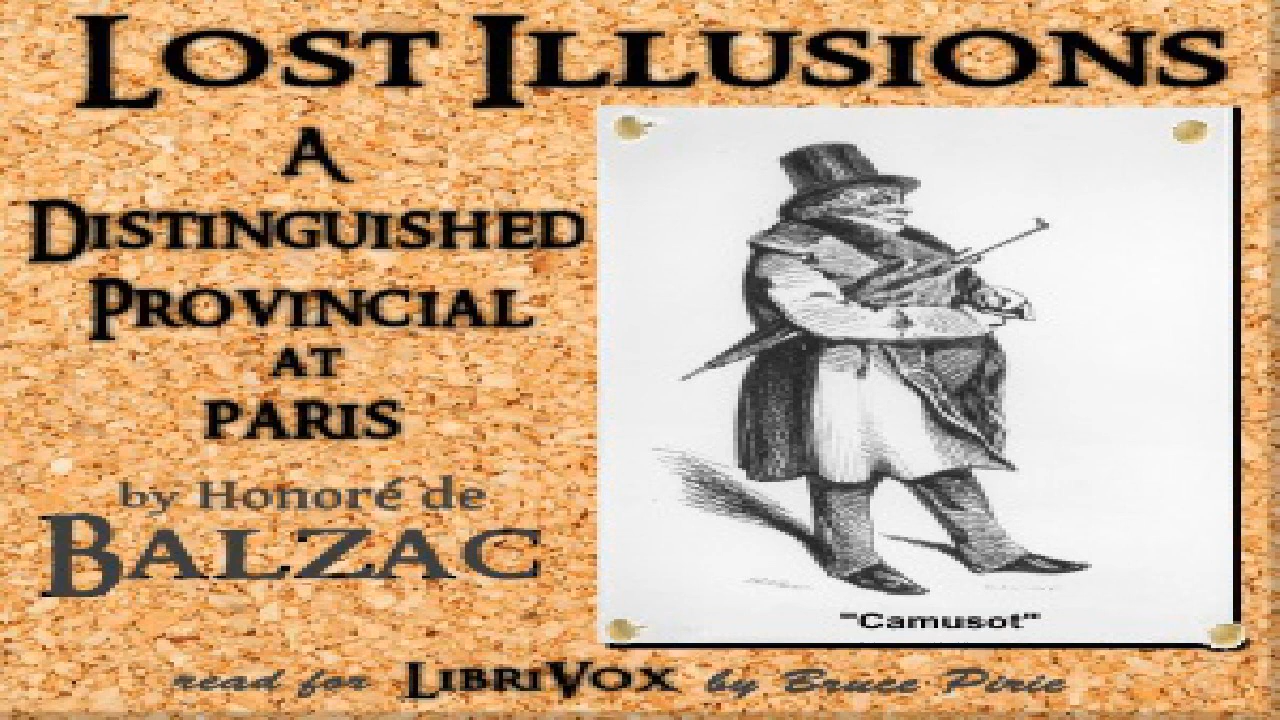 Lost Illusions
A
Distinguished
Provincial
at
Paris
by Honoré de
Balzac
"Camusot"
read for LibriVox by Bruce Pirie